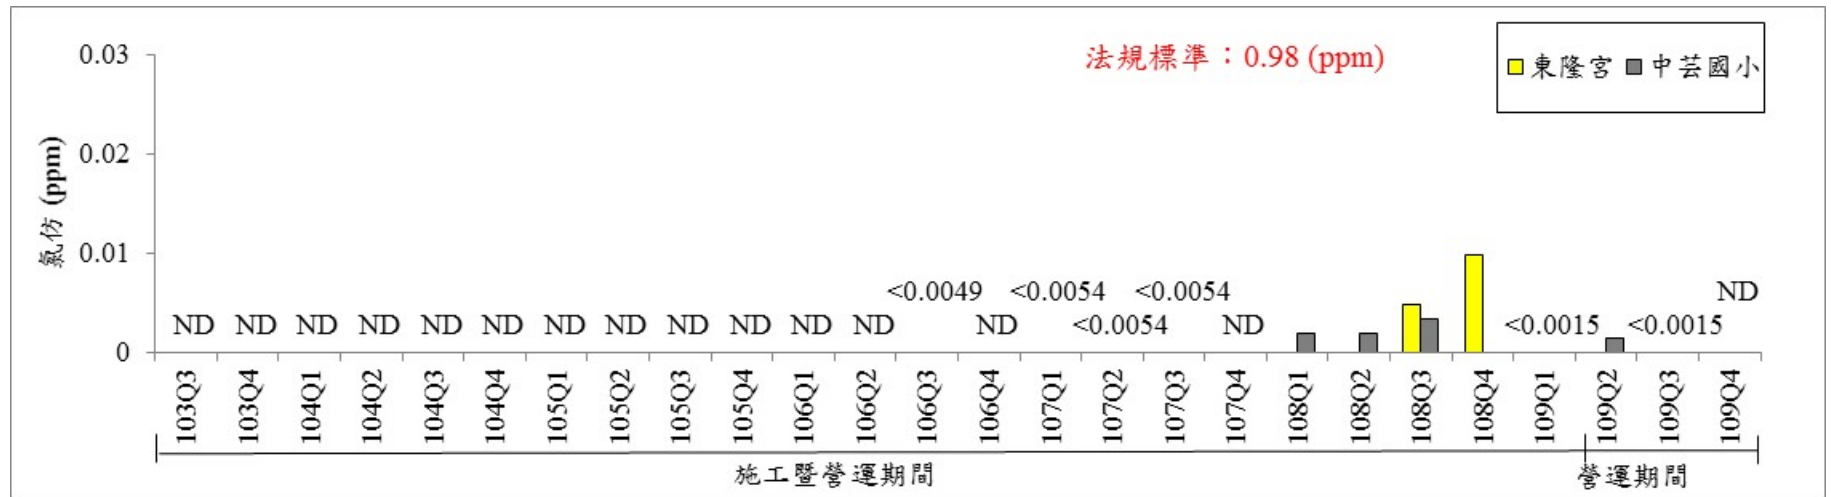 法規標準：0.98 (ppm)
東隆宮 中芸國小
氯仿 (ppm)
0.03
0.02
0.01
0
<0.0049 <0.0054 <0.0054 ND
ND ND ND ND ND ND ND ND ND ND ND ND ND <0.0054 ND <0.0015 <0.0015
103Q3 103Q4 104Q1 104Q2 104Q3 104Q4 105Q1 105Q2 105Q3 105Q4 106Q1 106Q2 106Q3 106Q4 107Q1 107Q2 107Q3 107Q4 108Q1 108Q2 108Q3 108Q4 109Q1 109Q2 109Q3 109Q4
施工暨營運期間 營運期間